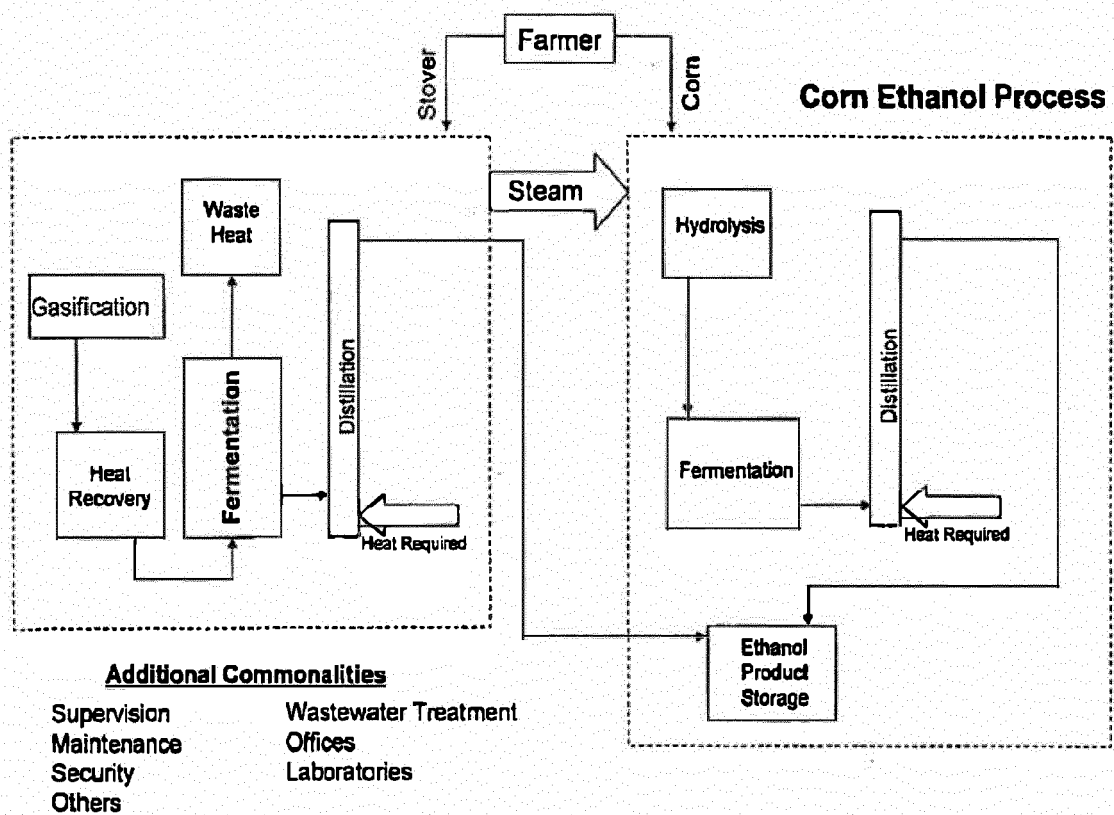 Farmer
Stover
Corn
Corn Ethanol Process
Steam
Waste
Heat
Gasification
Heat
Recovery
Fermentation
Distillation
Heat Required
Hydrolysis
Fermentation
Distillation
Heat Required
Ethanol
Product
Storage
Additional Commonalities
Supervision
Maintenance
Security
Others
Wastewater Treatment
Offices
Laboratories